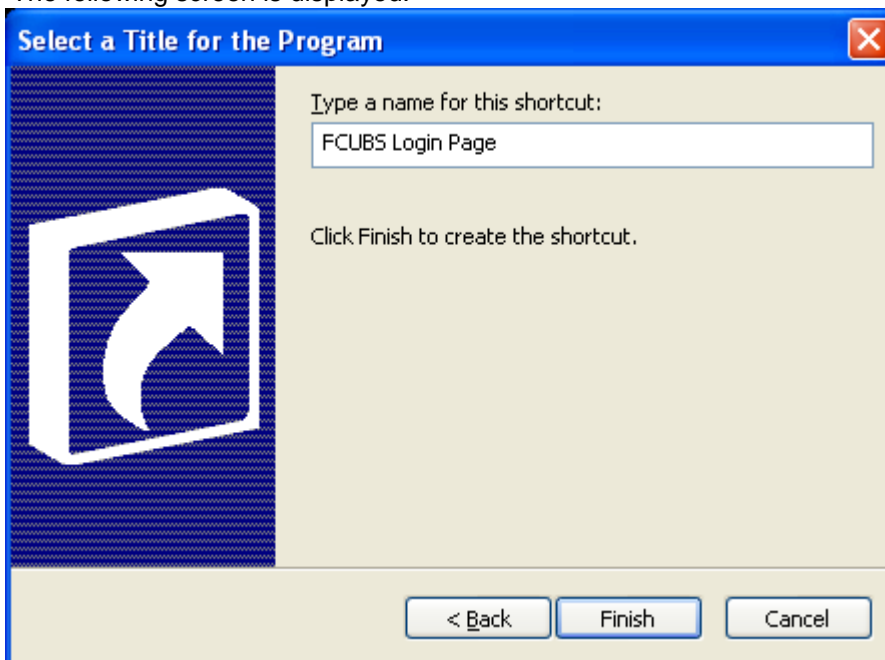 The following screen is displayed:
Select a Title for the Program
Type a name for this shortcut:
FCUBS Login Page
Click Finish to create the shortcut.
< Back
Finish
Cancel